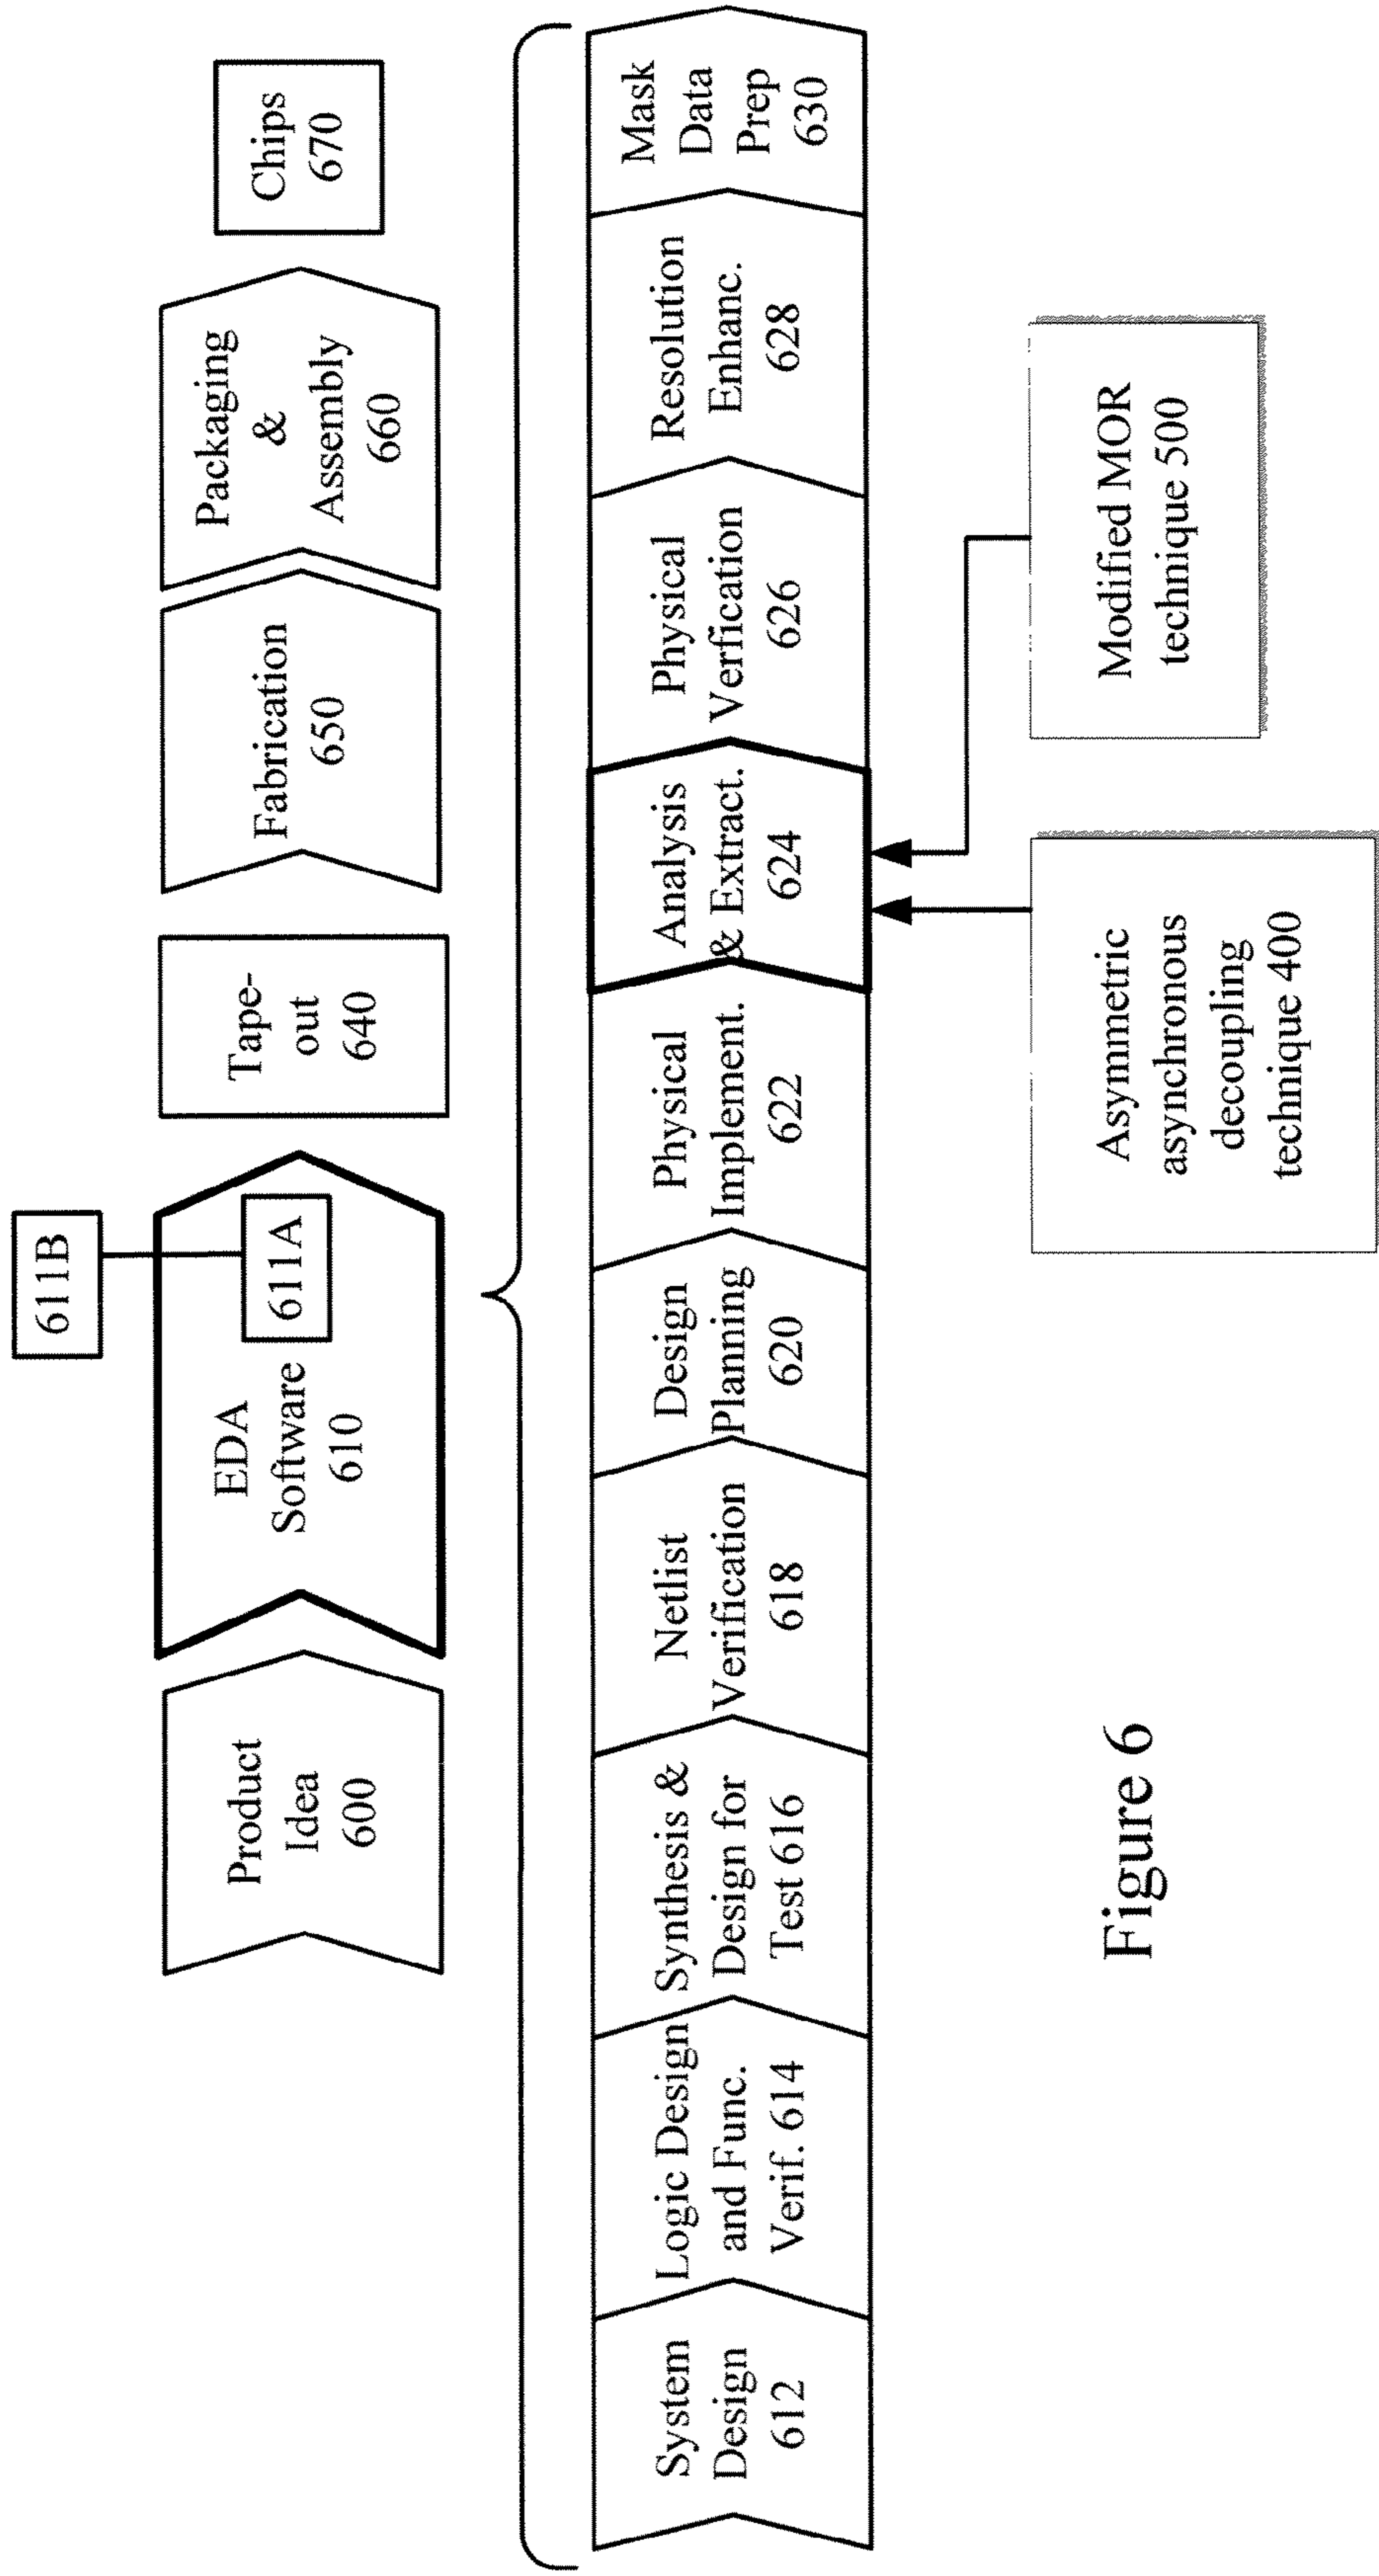 611B
Product
Idea
600
EDA
Software
610
611A
Tape-
out
640
Fabrication
650
Packaging
&
Assembly
660
Chips
670
System
Design
612
Logic Design
and Func.
Verif. 614
Synthesis &
Design for
Test 616
Netlist
Verification
618
Design
Planning
620
Physical
Implement.
622
Analysis
& Extract.
624
Physical
Verfication
626
Resolution
Enhanc.
628
Mask
Data
Prep
630
Asymmetric
asynchronous
decoupling
technique 400
Modified MOR
technique 500
Figure 6